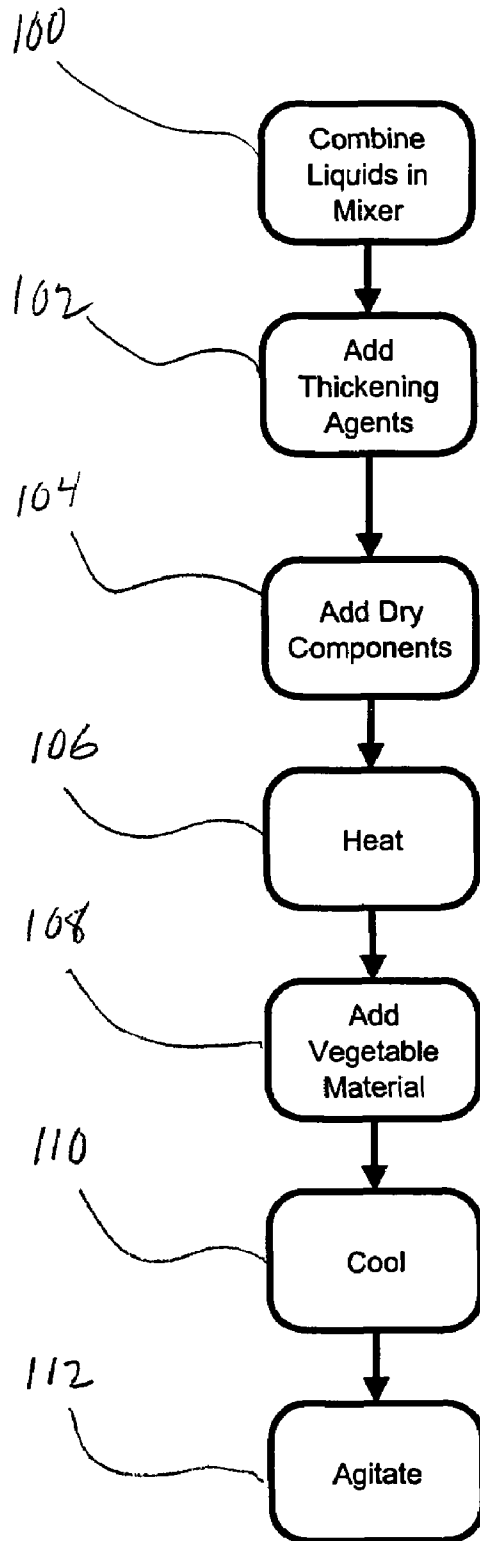 100
Combine
Liquids in
Mixer
102
Add
Thickening
Agents
104
Add Dry
Components
106
Heat
108
Add
Vegetable
Material
110
Cool
112
Agitate